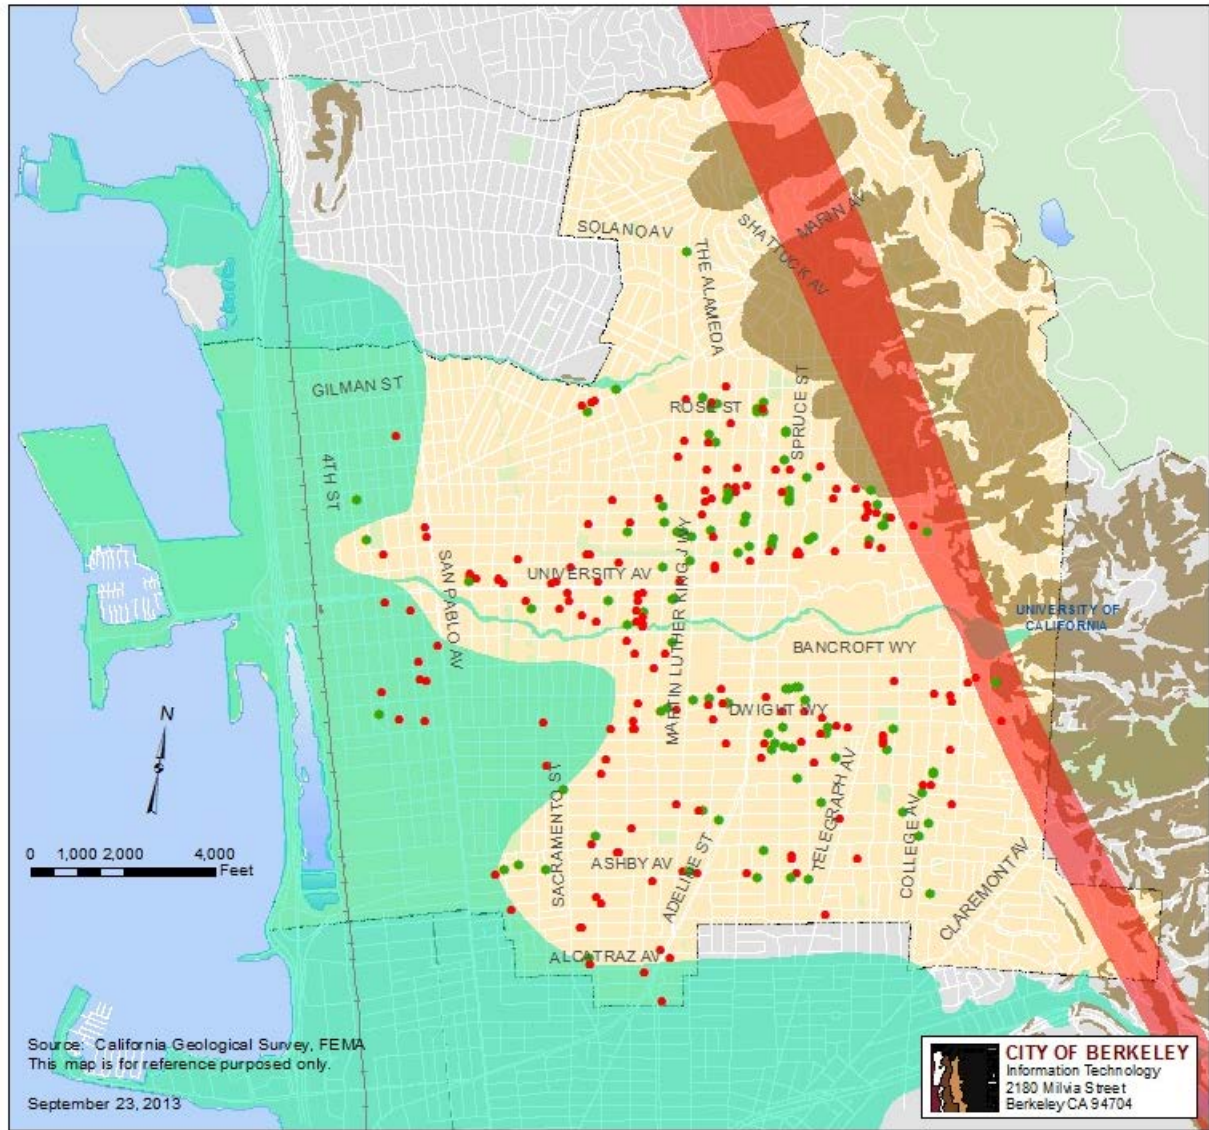 SOLANO AV
THE ALAMEDA
SHATTUCK AV
MARIN AV
GILMAN ST
ROSE ST
SPRUCE ST
4TH ST
SAN PABLO AV
UNIVERSITY AV
MARTIN LUTHER KING J WY
UNIVERSITY OF
CALIFORNIA
BANCROFT WY
DWIGHT WY
N
SACRAMENTO ST
TELEGRAPH AV
COLLEGE AV
ASHBY AV
ADELINE ST
CLAREMONT AV
0 1,000 2,000 4,000
Feet
ALCATRAZ AV
Source: California Geological Survey, FEMA
This map is for reference purposed only.
September 23, 2013
CITY OF BERKELEY
Information Technology
2180 Milvia Street
Berkeley CA 94704